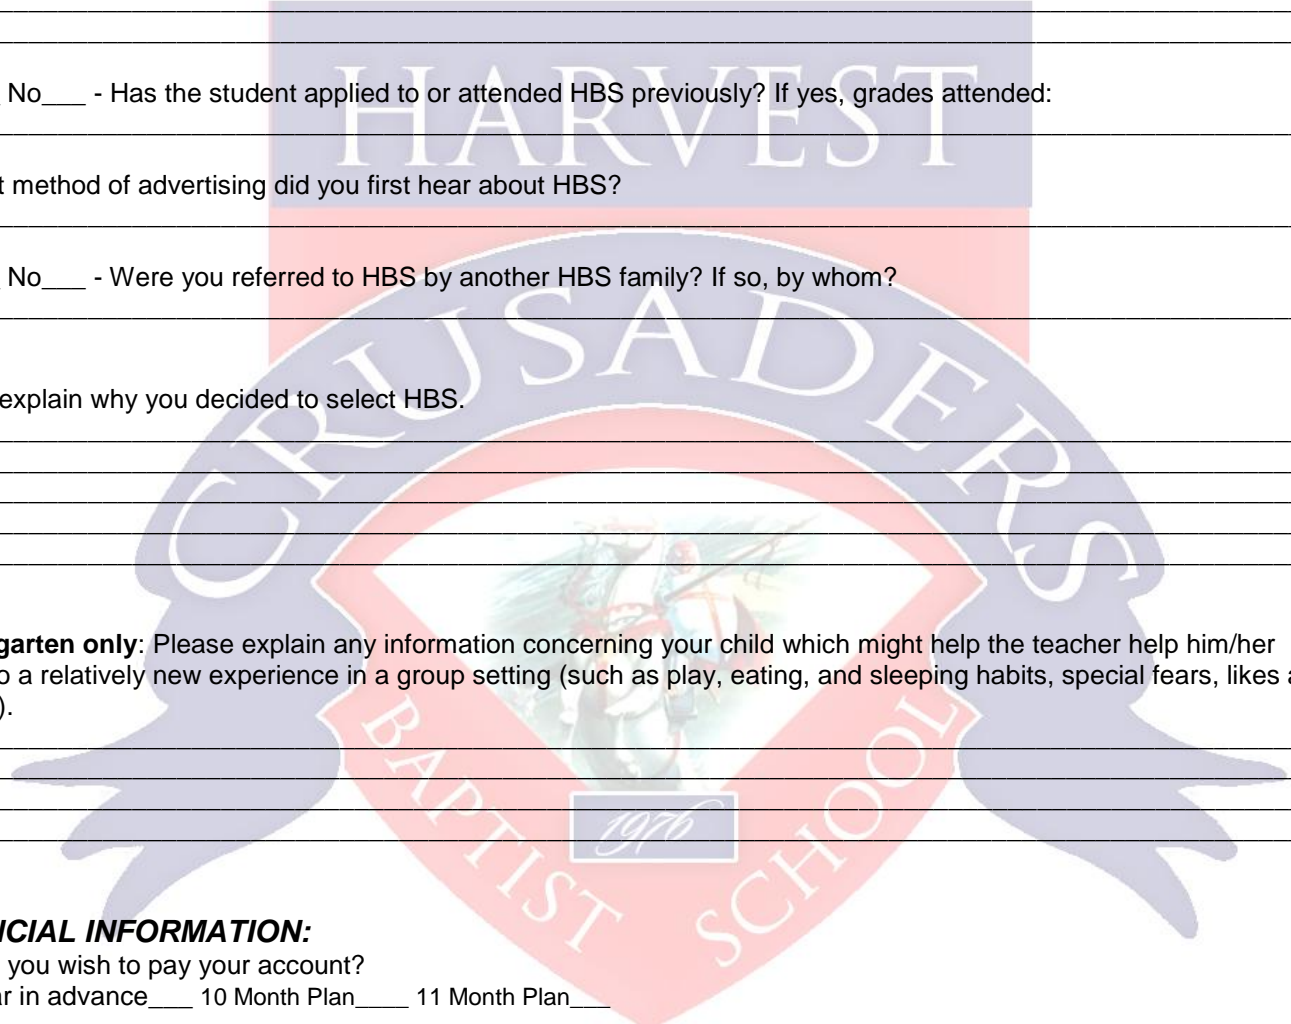 HARVEST
No___ - Has the student applied to or attended HBS previously? If yes, grades attended:
t method of advertising did you first hear about HBS?
No___ - Were you referred to HBS by another HBS family? If so, by whom?
CRUSADERS
explain why you decided to select HBS.
garten only: Please explain any information concerning your child which might help the teacher help him/her
o a relatively new experience in a group setting (such as play, eating, and sleeping habits, special fears, likes a
).
BAPTIST SCHOOL
1976
NCIAL INFORMATION:
you wish to pay your account?
ar in advance___ 10 Month Plan____ 11 Month Plan___